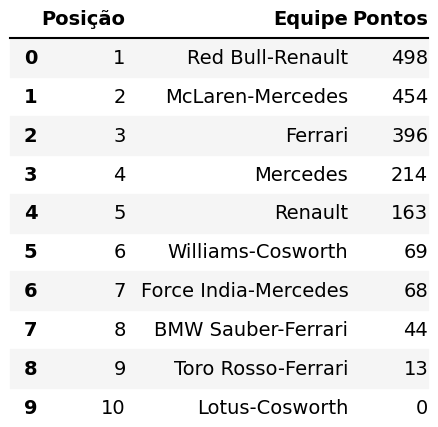 Posição Equipe Pontos
0 1 Red Bull-Renault 498
1 2 McLaren-Mercedes 454
2 3 Ferrari 396
3 4 Mercedes 214
4 5 Renault 163
5 6 Williams-Cosworth 69
6 7 Force India-Mercedes 68
7 8 BMW Sauber-Ferrari 44
8 9 Toro Rosso-Ferrari 13
9 10 Lotus-Cosworth 0